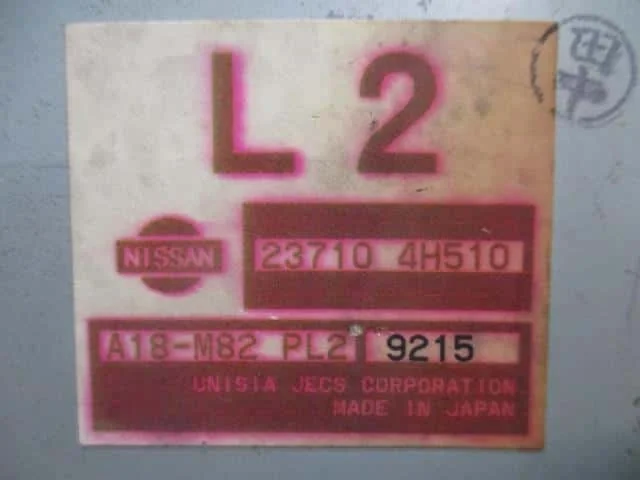 L 2
NISSAN
23710 4H510
A18-M82 PL2 9215
UNISIA JECS CORPORATION
MADE IN JAPAN